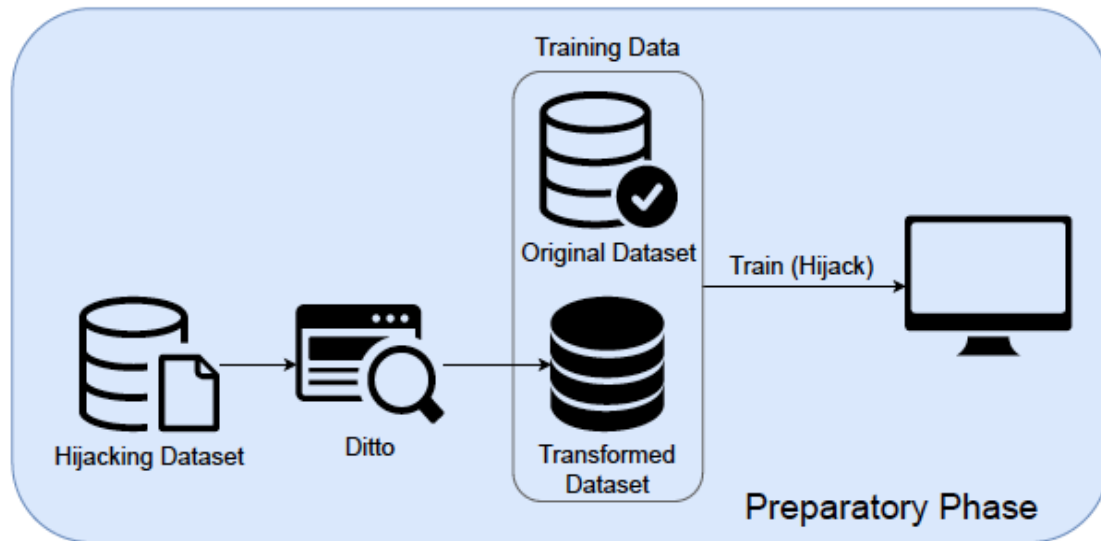 Training Data
Original Dataset
Train (Hijack)
Hijacking Dataset
Ditto
Transformed
Dataset
Preparatory Phase